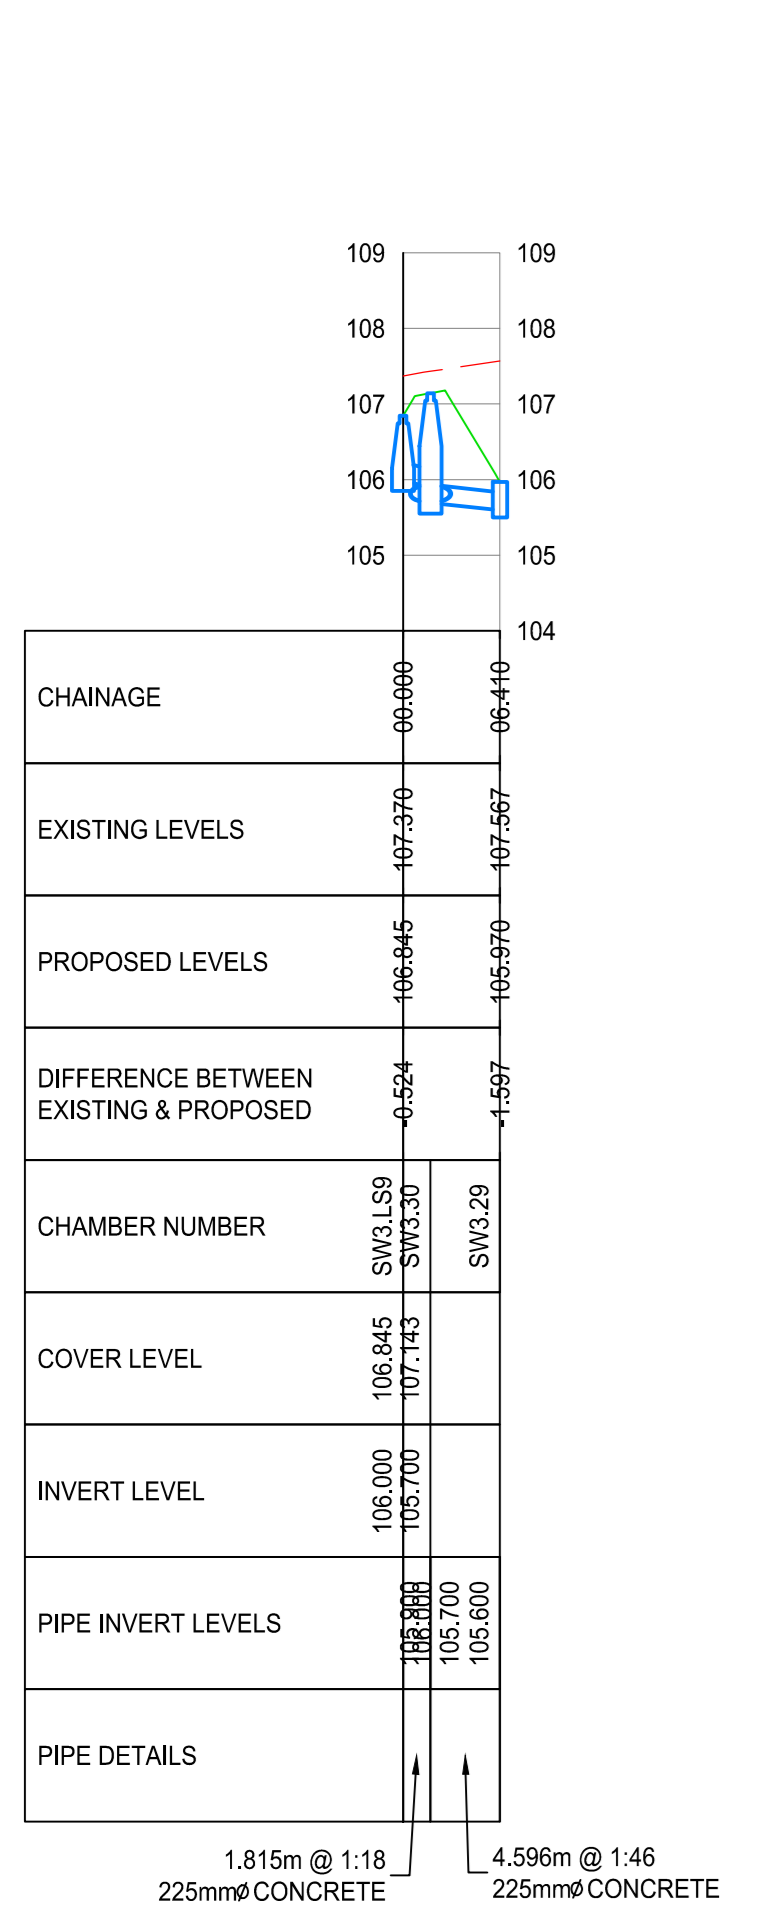 109 109
108 108
107 107
106 106
105 105
104
CHAINAGE 00.000 06.410
EXISTING LEVELS 107.370 107.567
PROPOSED LEVELS 106.845 105.970
DIFFERENCE BETWEEN
EXISTING & PROPOSED -0.524 -1.597
CHAMBER NUMBER SW3.LS9 SW3.30 SW3.29
COVER LEVEL 106.845 107.143
INVERT LEVEL 106.000 105.700
PIPE INVERT LEVELS 105.900 106.000 105.700 105.600
PIPE DETAILS
1.815m @ 1:18
225mmØ CONCRETE
4.596m @ 1:46
225mmØ CONCRETE